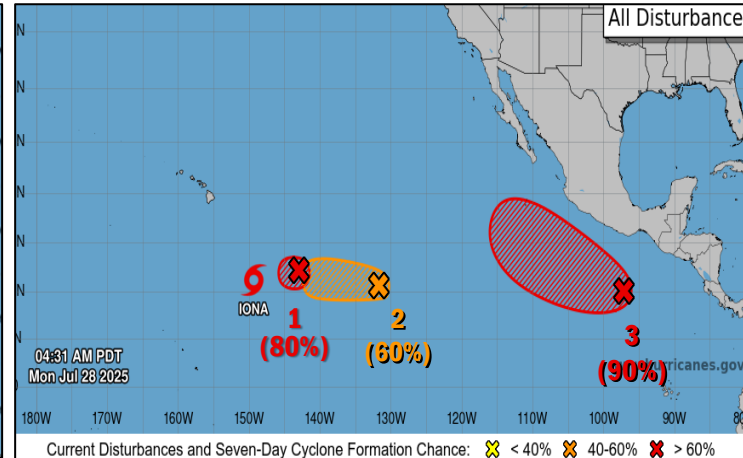 All Disturbance
N
N
N
N
N
N
N
IONA
1
(80%)
2
(60%)
3
(90%)
hurricanes.gov
04:31 AM PDT
Mon Jul 28 2025
180W 170W 160W 150W 140W 130W 120W 110W 100W 90W 80
Current Disturbances and Seven-Day Cyclone Formation Chance: < 40% 40-60% > 60%